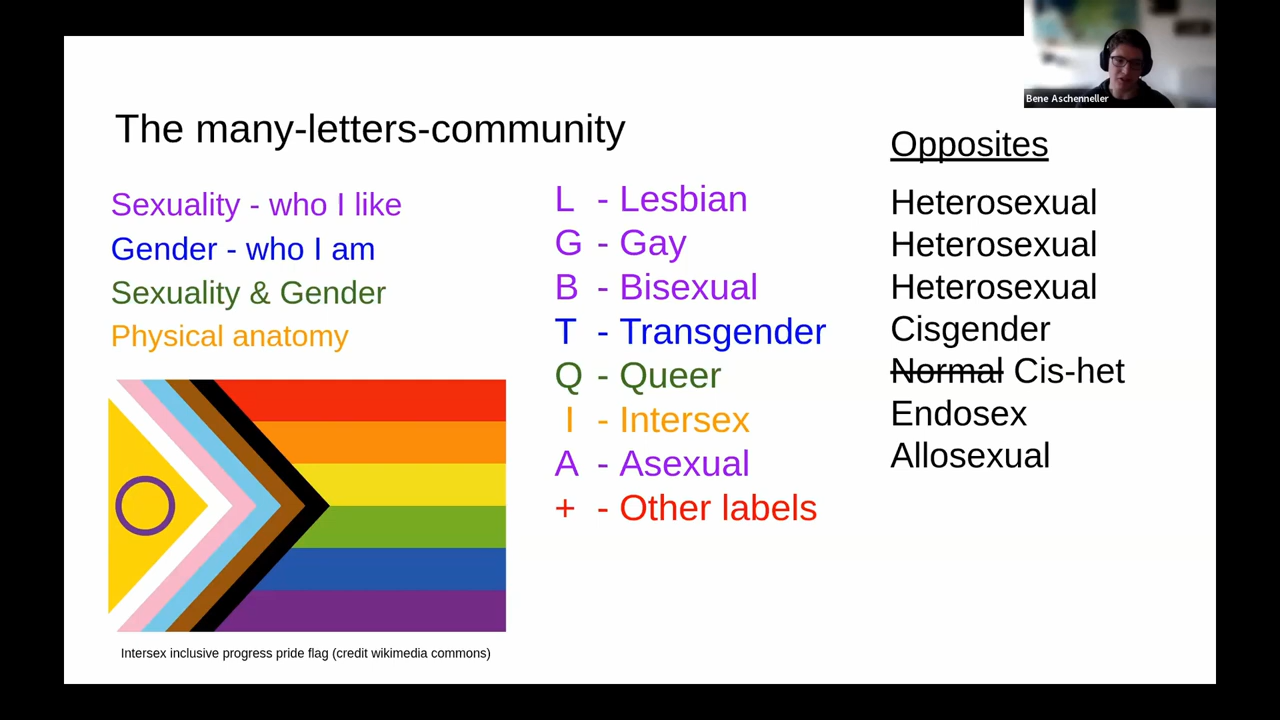 Bene Aschenneller
The many-letters-community
Sexuality - who I like
Gender - who I am
Sexuality & Gender
Physical anatomy
Intersex inclusive progress pride flag (credit wikimedia commons)
L - Lesbian
G - Gay
B - Bisexual
T - Transgender
Q - Queer
I - Intersex
A - Asexual
+ - Other labels
Opposites
Heterosexual
Heterosexual
Heterosexual
Cisgender
Normal Cis-het
Endosex
Allosexual